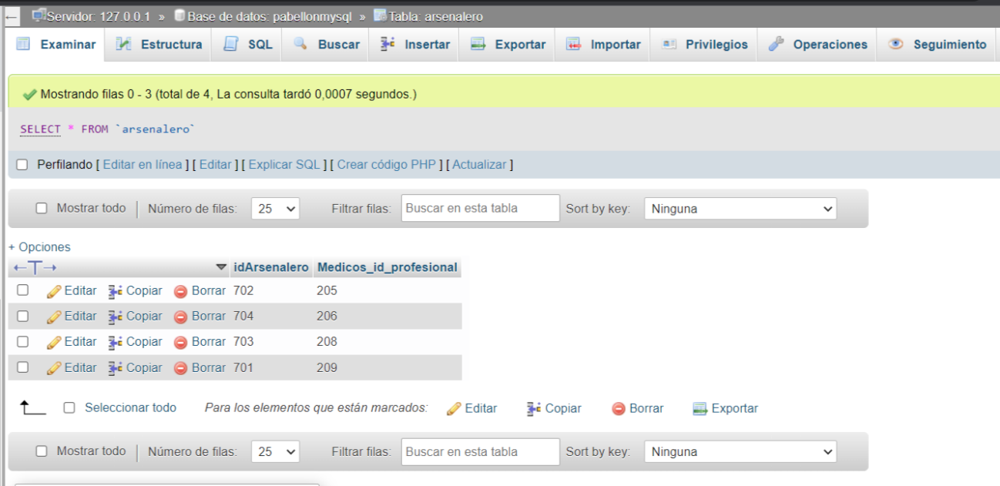 Servidor: 127.0.0.1 » Base de datos: pabellonmysql » Tabla: arsenalero
Examinar Estructura SQL Buscar Insertar Exportar Importar Privilegios Operaciones Seguimiento
Mostrando filas 0 - 3 (total de 4, La consulta tardó 0,0007 segundos.)
SELECT * FROM `arsenalero`
Perfilando [ Editar en línea ] [ Editar ] [ Explicar SQL ] [ Crear código PHP ] [ Actualizar ]
Mostrar todo | Número de filas: 25 Filtrar filas: Buscar en esta tabla Sort by key: Ninguna
+ Opciones
←T→ idArsenalero Medicos_id_profesional
Editar Copiar Borrar 702 205
Editar Copiar Borrar 704 206
Editar Copiar Borrar 703 208
Editar Copiar Borrar 701 209
Seleccionar todo Para los elementos que están marcados: Editar Copiar Borrar Exportar
Mostrar todo | Número de filas: 25 Filtrar filas: Buscar en esta tabla Sort by key: Ninguna